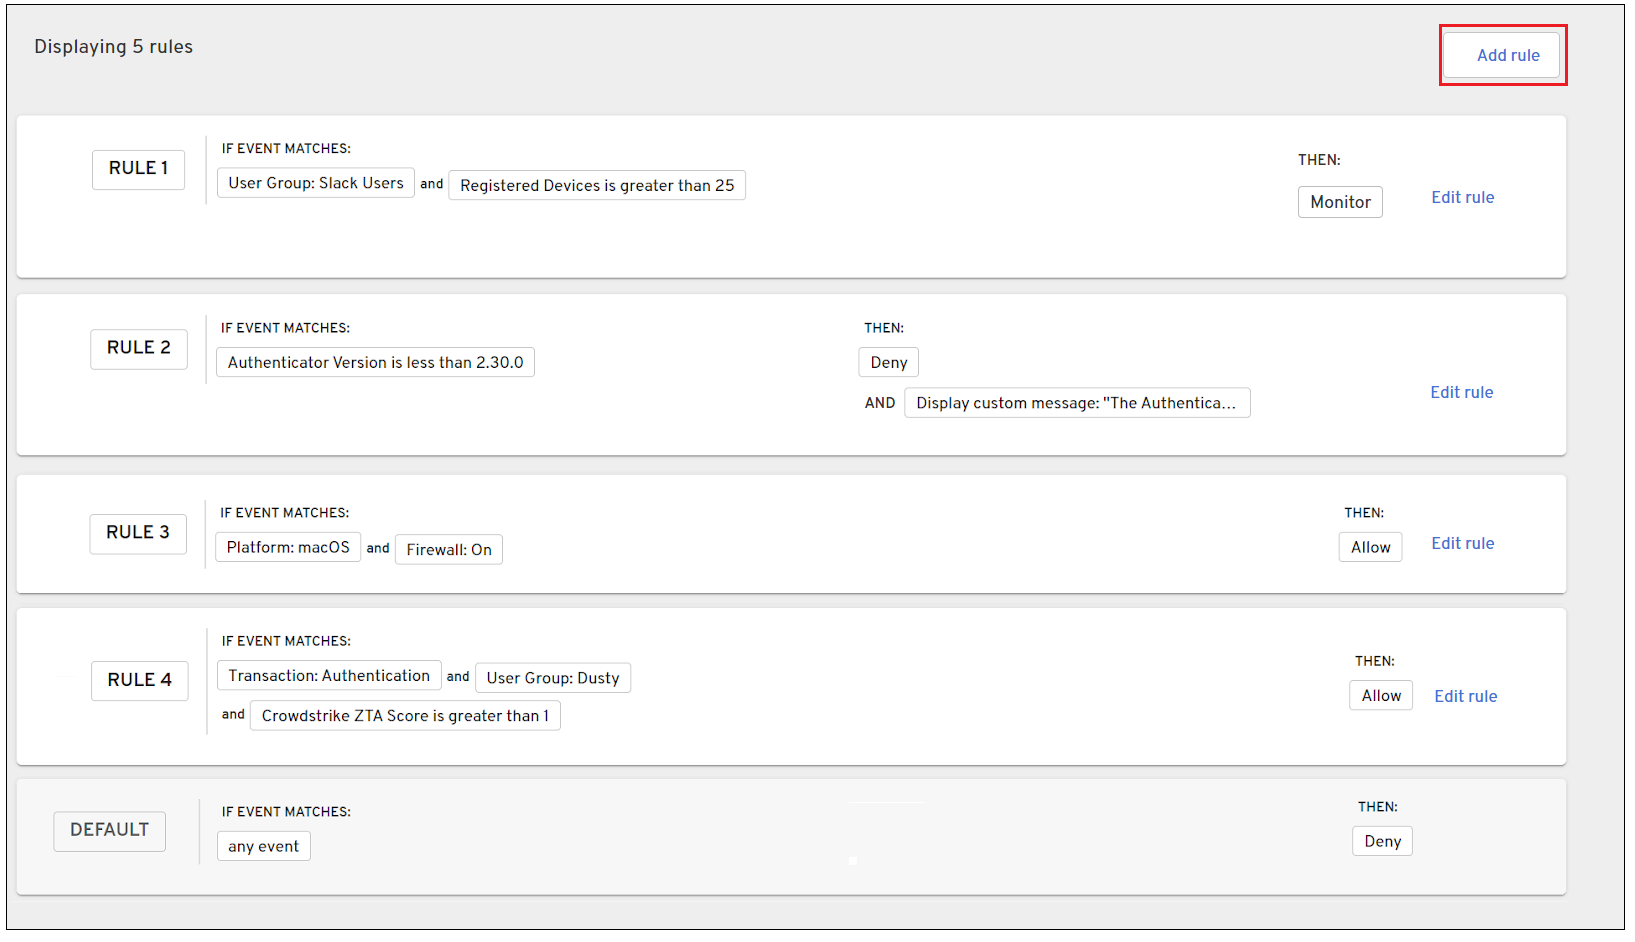 Displaying 5 rules
Add rule
RULE 1
IF EVENT MATCHES:
User Group: Slack Users and Registered Devices is greater than 25
THEN:
Monitor
Edit rule
RULE 2
IF EVENT MATCHES:
Authenticator Version is less than 2.30.0
THEN:
Deny
AND Display custom message: "The Authentica...
Edit rule
RULE 3
IF EVENT MATCHES:
Platform: macOS and Firewall: On
THEN:
Allow
Edit rule
RULE 4
IF EVENT MATCHES:
Transaction: Authentication and User Group: Dusty
and Crowdstrike ZTA Score is greater than 1
THEN:
Allow
Edit rule
DEFAULT
IF EVENT MATCHES:
any event
THEN:
Deny